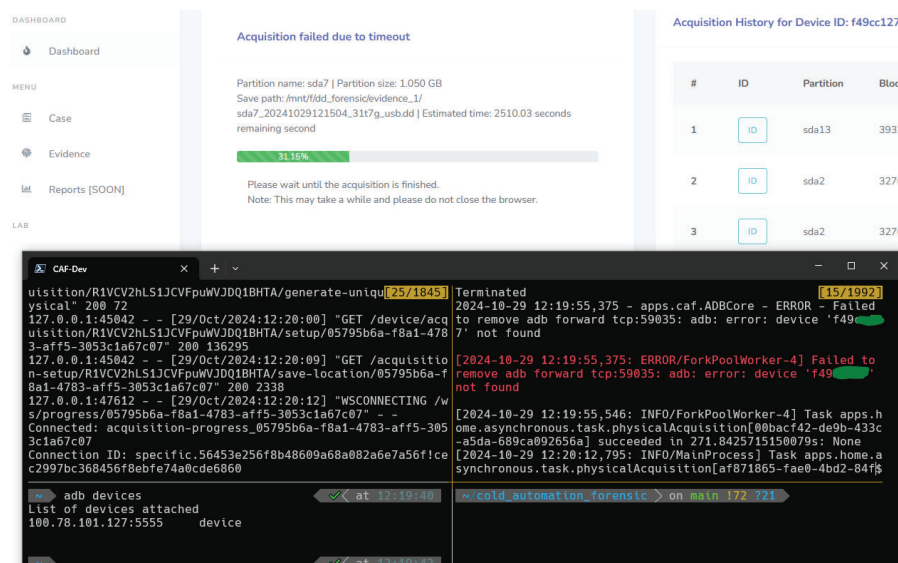 DASHBOARD
Dashboard
MENU
Case
Evidence
Reports [SOON]
LAB
Acquisition failed due to timeout
Partition name: sda7 | Partition size: 1.050 GB
Save path: /mnt/f/dd_forensic/evidence_1/
sda7_20241029121504_31t7g_usb.dd | Estimated time: 2510.03 seconds
remaining second
31.15%
Please wait until the acquisition is finished.
Note: This may take a while and please do not close the browser.
Acquisition History for Device ID: f49cc127
# ID Partition Bloc
1 ID sda13 393
2 ID sda2 327
3 ID sda2 327
CAF-Dev
uisition/R1VCV2hLS1JCVFpuWVJDQ1BHTA/generate-uniqu[25/1845]
ysical" 200 72
127.0.0.1:45042 - - [29/Oct/2024:12:20:00] "GET /device/acq
uisition/R1VCV2hLS1JCVFpuWVJDQ1BHTA/setup/05795b6a-f8a1-478
3-aff5-3053c1a67c07" 200 136295
127.0.0.1:45042 - - [29/Oct/2024:12:20:09] "GET /acquisitio
n-setup/R1VCV2hLS1JCVFpuWVJDQ1BHTA/save-location/05795b6a-f
8a1-4783-aff5-3053c1a67c07" 200 2338
127.0.0.1:47612 - - [29/Oct/2024:12:20:12] "WSCONNECTING /w
s/progress/05795b6a-f8a1-4783-aff5-3053c1a67c07" - -
Connected: acquisition-progress_05795b6a-f8a1-4783-aff5-305
3c1a67c07
Connection ID: specific.56453e256f8b48609a68a082a6e7a56f!ce
c2997bc368456f8ebfe74a0cde6860
Terminated [15/1992]
2024-10-29 12:19:55,375 - apps.caf.ADBCore - ERROR - Failed
to remove adb forward tcp:59035: adb: error: device 'f49c
7' not found
[2024-10-29 12:19:55,375: ERROR/ForkPoolWorker-4] Failed to
remove adb forward tcp:59035: adb: error: device 'f49 '
not found
[2024-10-29 12:19:55,546: INFO/ForkPoolWorker-4] Task apps.h
ome.asynchronous.task.physicalAcquisition[00bacf42-de9b-433c
-a5da-689ca092656a] succeeded in 271.8425715150079s: None
[2024-10-29 12:20:12,795: INFO/MainProcess] Task apps.home.a
synchronous.task.physicalAcquisition[af871865-fae0-4bd2-84f$
~ adb devices at 12:19:40
List of devices attached
100.78.101.127:5555 device
~ at 12:19:42
~/cold_automation_forensic on main !72 ?21